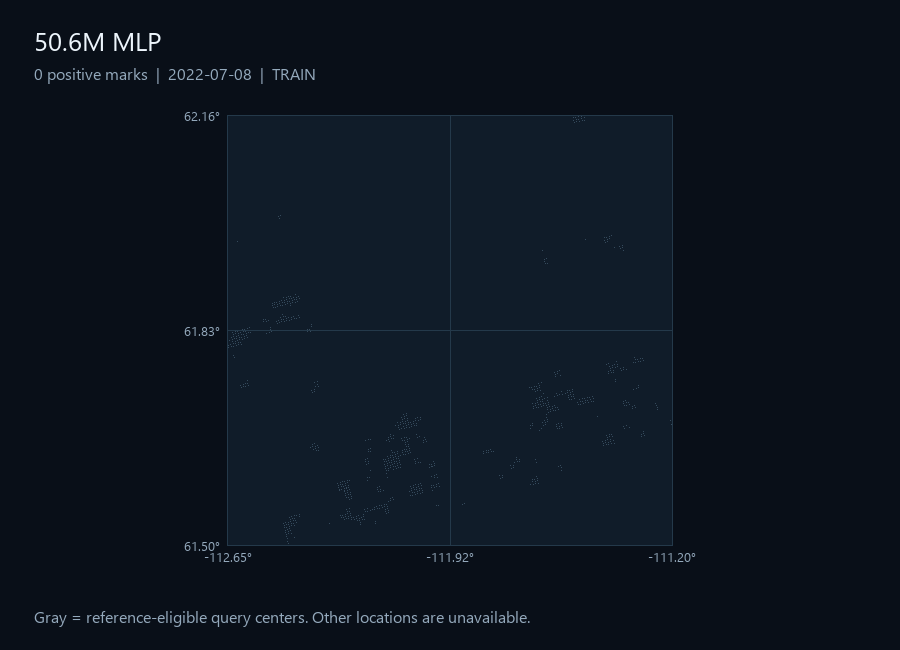 50.6M MLP
0 positive marks | 2022-07-08 | TRAIN
62.16°
61.83°
61.50°
-112.65°
-111.92°
-111.20°
Gray = reference-eligible query centers. Other locations are unavailable.